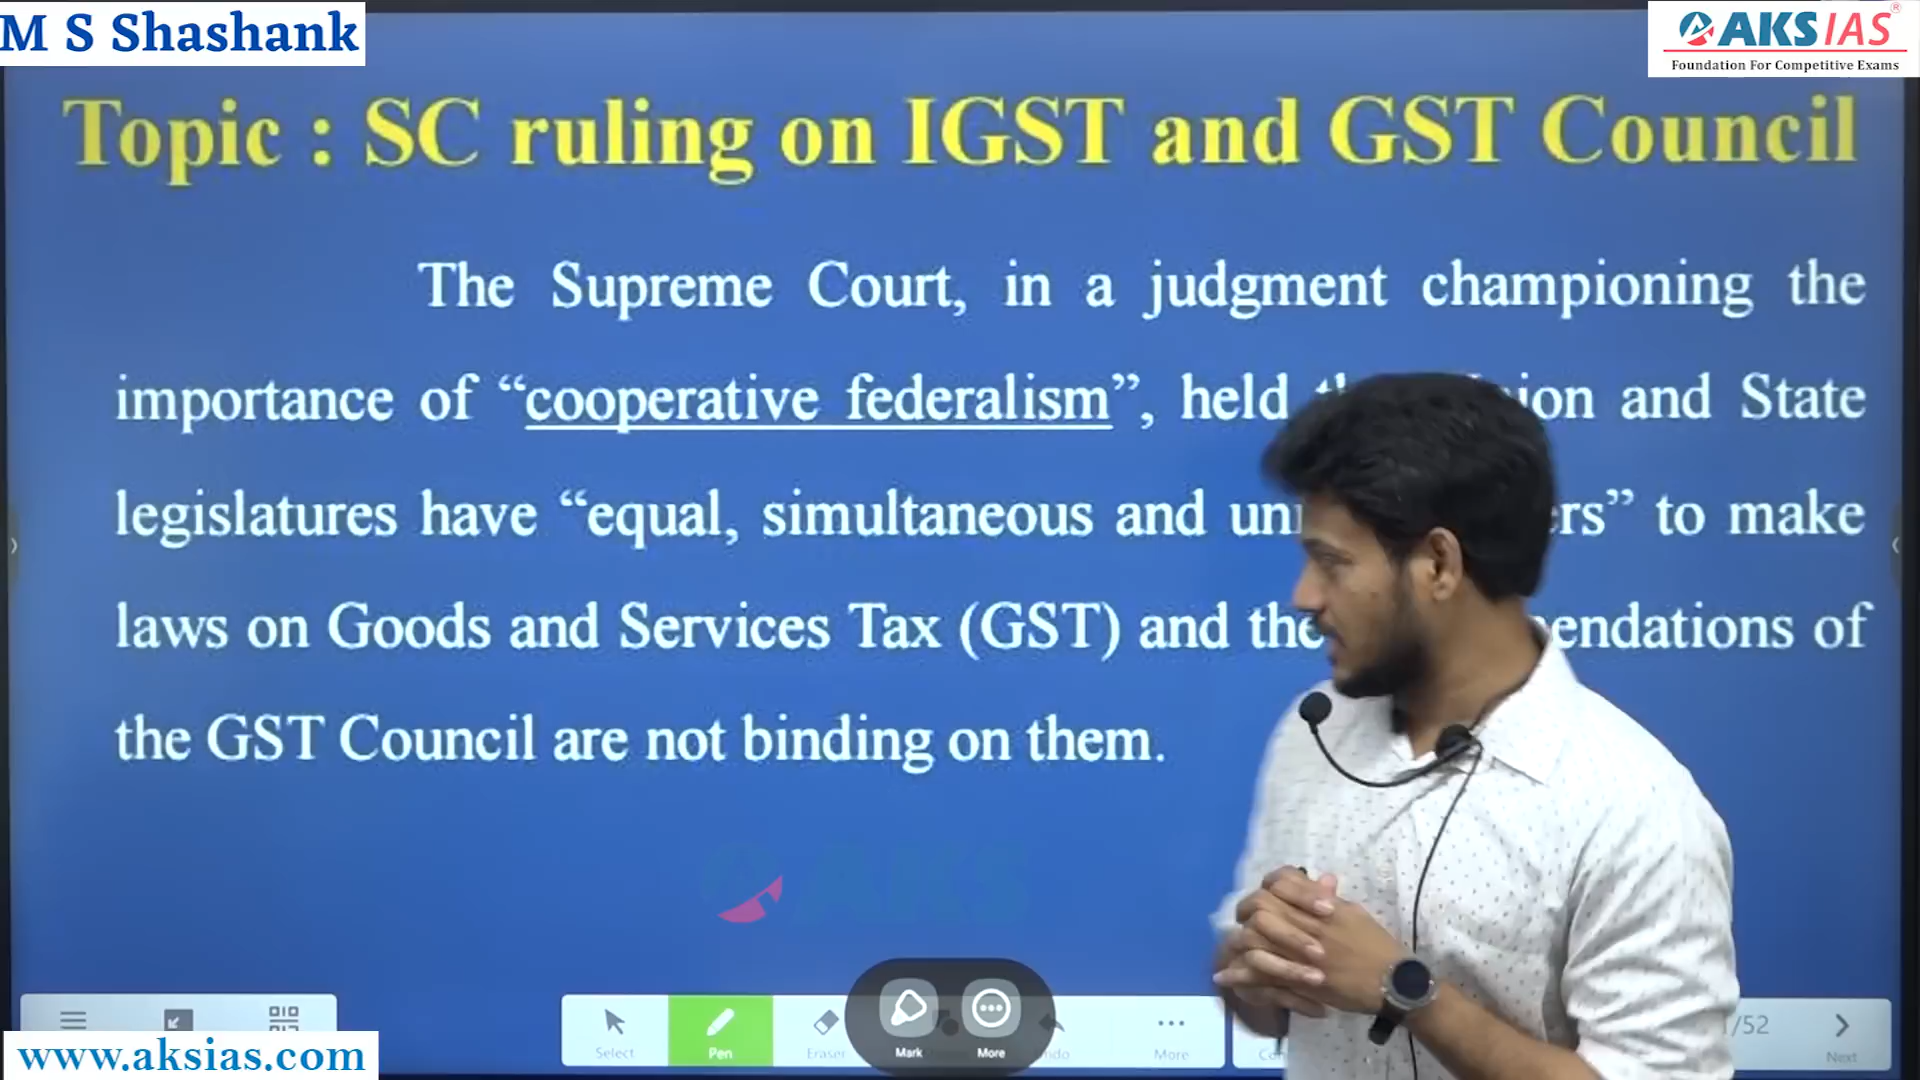 M S Shashank
AKS IAS ®
Foundation For Competitive Exams
Topic : SC ruling on IGST and GST Council
The Supreme Court, in a judgment championing the
importance of “cooperative federalism”, held and State
legislatures have “equal, simultaneous and to make
laws on Goods and Services Tax (GST) and the of
the GST Council are not binding on them.
AKS
Select
Pen
Eraser
Mark
More
More
/52
Next
www.aksias.com